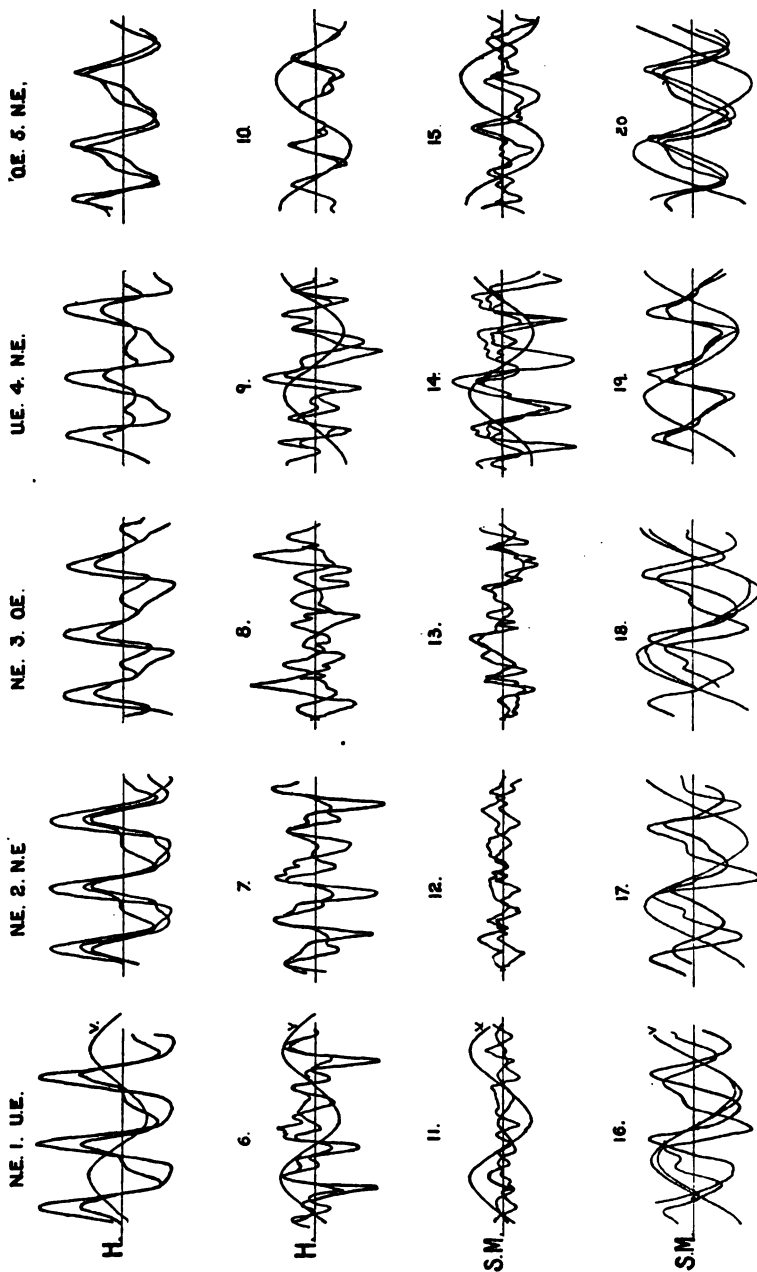 N.E. 1. U.E.
N.E. 2. N.E.
N.E. 3. O.E.
U.E. 4. N.E.
O.E. 5. N.E.
H. v.
6. 7. 8. 9. 10.
H. v
11. 12. 13. 14. 15.
S.M. x
16. 17. 18. 19. 20
S.M. v